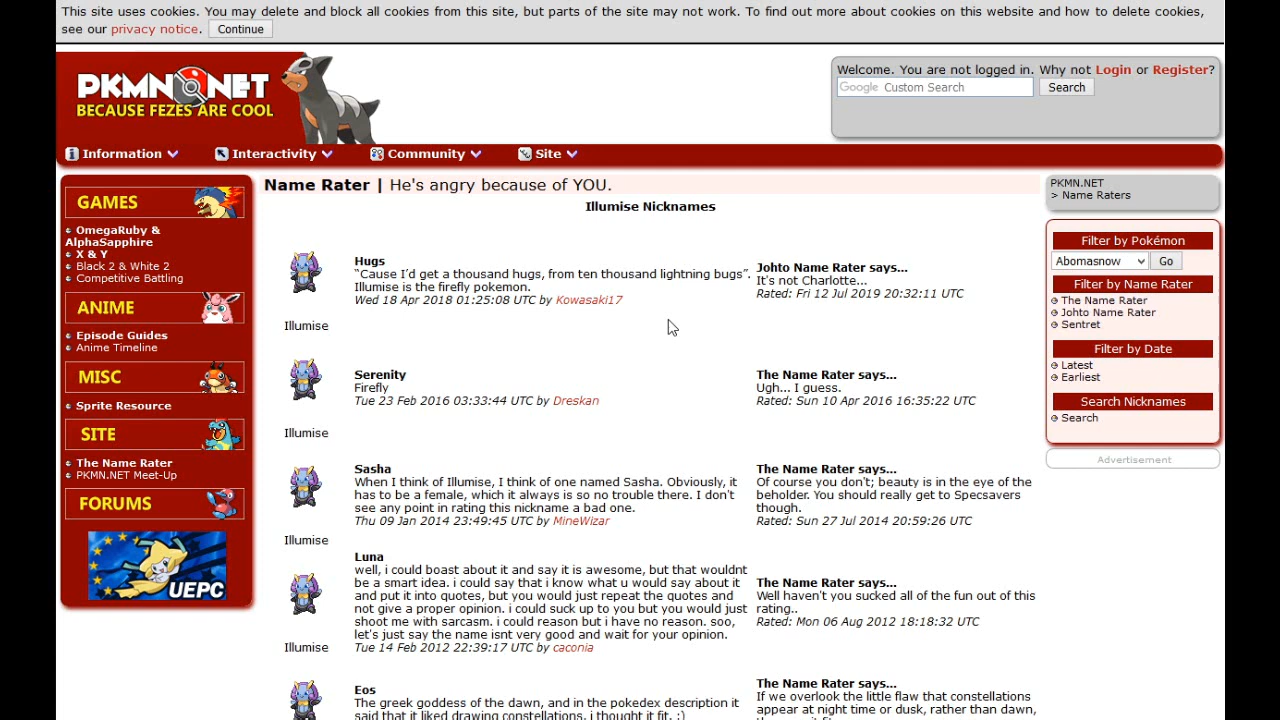 This site uses cookies. You may delete and block all cookies from this site, but parts of the site may not work. To find out more about cookies on this website and how to delete cookies,
see our privacy notice. Continue
PKMN.NET
BECAUSE FEZES ARE COOL
Welcome. You are not logged in. Why not Login or Register?
Google Custom Search Search
Information Interactivity Community Site
GAMES
OmegaRuby &
AlphaSapphire
X & Y
Black 2 & White 2
Competitive Battling
ANIME
Episode Guides
Anime Timeline
MISC
Sprite Resource
SITE
The Name Rater
PKMN.NET Meet-Up
FORUMS
UEPC
Name Rater | He's angry because of YOU.
Illumise Nicknames
Hugs
"Cause I'd get a thousand hugs, from ten thousand lightning bugs".
Illumise is the firefly pokemon.
Wed 18 Apr 2018 01:25:08 UTC by Kowasaki17
Illumise
Johto Name Rater says...
It's not Charlotte...
Rated: Fri 12 Jul 2019 20:32:11 UTC
Serenity
Firefly
Tue 23 Feb 2016 03:33:44 UTC by Dreskan
Illumise
The Name Rater says...
Ugh... I guess.
Rated: Sun 10 Apr 2016 16:35:22 UTC
Sasha
When I think of Illumise, I think of one named Sasha. Obviously, it
has to be a female, which it always is so no trouble there. I don't
see any point in rating this nickname a bad one.
Thu 09 Jan 2014 23:49:45 UTC by MineWizar
Illumise
The Name Rater says...
Of course you don't; beauty is in the eye of the
beholder. You should really get to Specsavers
though.
Rated: Sun 27 Jul 2014 20:59:26 UTC
Luna
well, i could boast about it and say it is awesome, but that wouldnt
be a smart idea. i could say that i know what u would say about it
and put it into quotes, but you would just repeat the quotes and
not give a proper opinion. i could suck up to you but you would just
shoot me with sarcasm. i could reason but i have no reason. soo,
let's just say the name isnt very good and wait for your opinion.
Tue 14 Feb 2012 22:39:17 UTC by caconia
Illumise
The Name Rater says...
Well haven't you sucked all of the fun out of this
rating..
Rated: Mon 06 Aug 2012 18:18:32 UTC
Eos
The greek goddess of the dawn, and in the pokedex description it
said that it liked drawing constellations, i thought it fit. :)
The Name Rater says...
If we overlook the little flaw that constellations
appear at night time or dusk, rather than dawn,
PKMN.NET
> Name Raters
Filter by Pokémon
Abomasnow Go
Filter by Name Rater
The Name Rater
Johto Name Rater
Sentret
Filter by Date
Latest
Earliest
Search Nicknames
Search
Advertisement